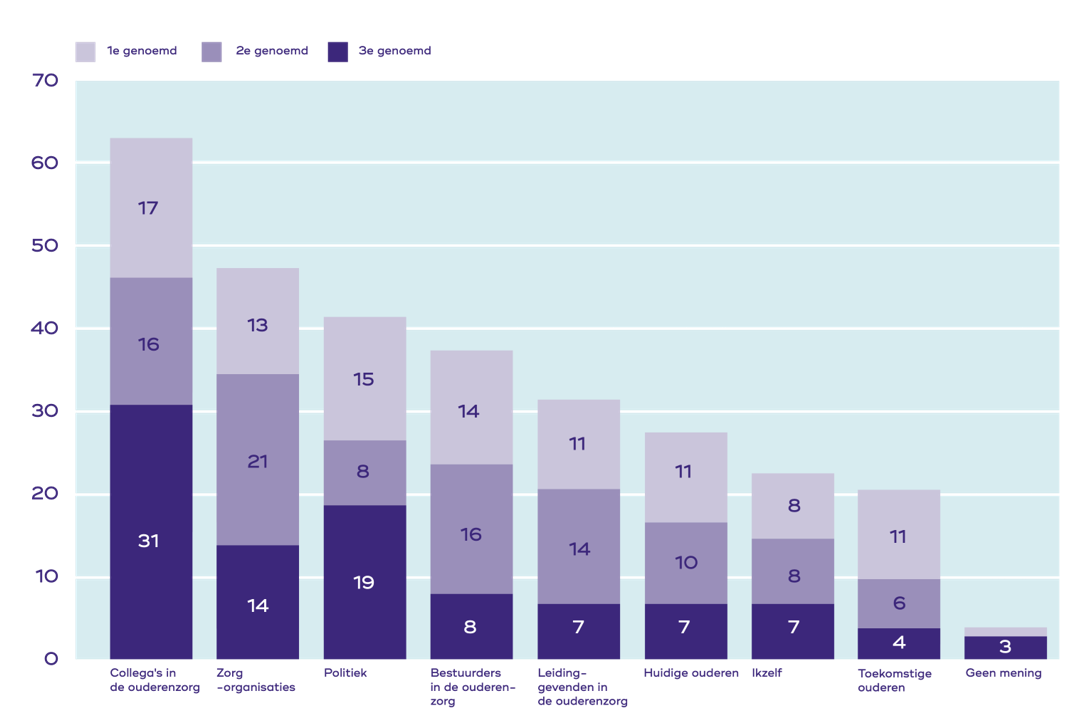 1e genoemd 2e genoemd 3e genoemd
70
60
50
40
30
20
10
0
17
16
31
13
21
14
15
8
19
14
16
8
11
14
7
11
10
7
8
8
7
11
6
4
3
Collega's in
de ouderenzorg
Zorg
-organisaties
Politiek
Bestuurders
in de ouderen-
zorg
Leiding-
gevenden in
de ouderenzorg
Huidige ouderen
Ikzelf
Toekomstige
ouderen
Geen mening